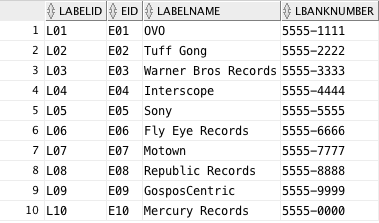 LABELID EID LABELNAME LBANKNUMBER
1 L01 E01 OVO 5555-1111
2 L02 E02 Tuff Gong 5555-2222
3 L03 E03 Warner Bros Records 5555-3333
4 L04 E04 Interscope 5555-4444
5 L05 E05 Sony 5555-5555
6 L06 E06 Fly Eye Records 5555-6666
7 L07 E07 Motown 5555-7777
8 L08 E08 Republic Records 5555-8888
9 L09 E09 GosposCentric 5555-9999
10 L10 E10 Mercury Records 5555-0000